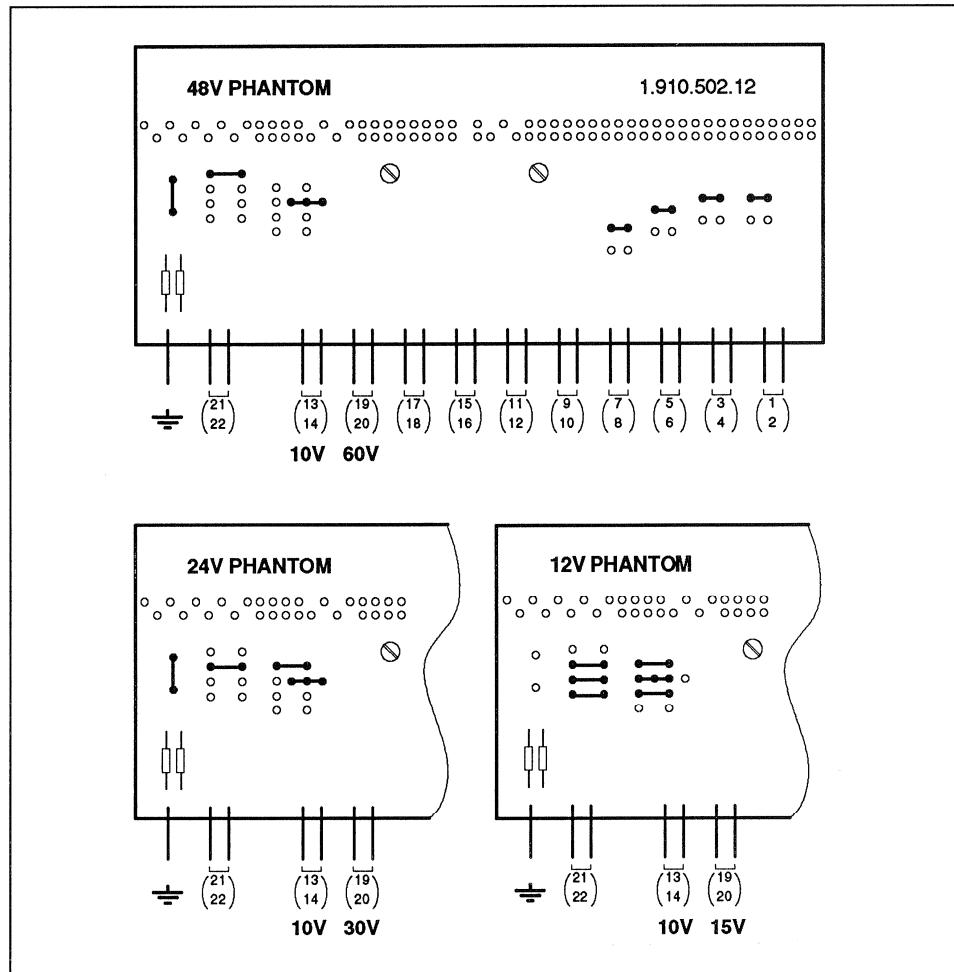 48V PHANTOM 1.910.502.12
21 13 19 17 15 11 9 7 5 3 1
22 14 20 18 16 12 10 8 6 4 2
10V 60V
24V PHANTOM 12V PHANTOM
21 13 19 21 13 19
22 14 20 22 14 20
10V 30V 10V 15V